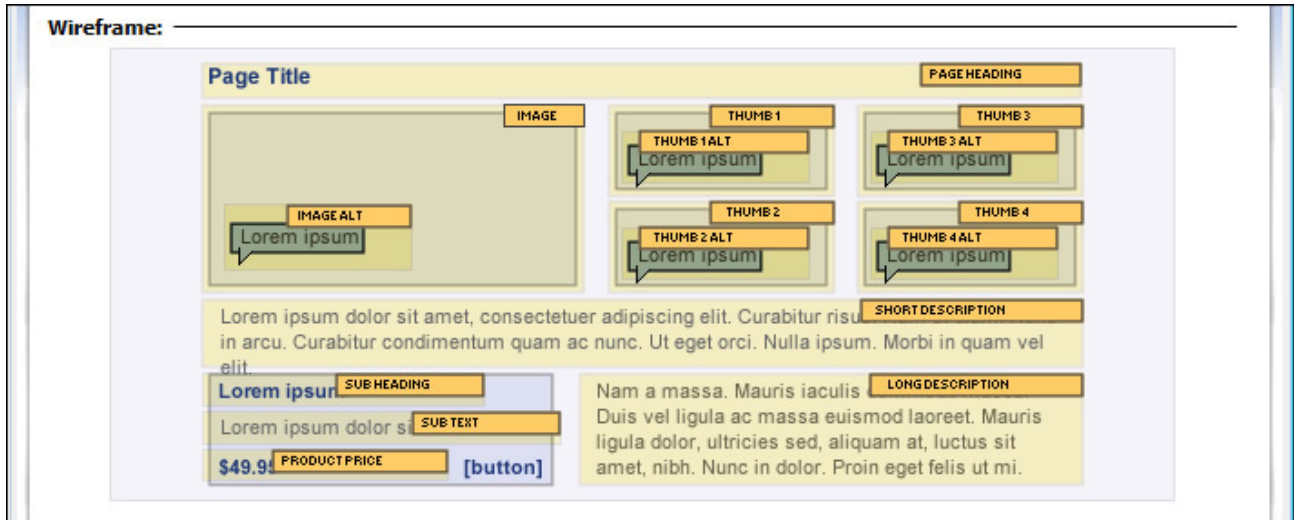 Wireframe:
Page Title
PAGE HEADING
IMAGE
THUMB 1
THUMB 3
THUMB 1 ALT
THUMB 3 ALT
Lorem ipsum
Lorem ipsum
IMAGE ALT
Lorem ipsum
THUMB 2
THUMB 4
THUMB 2 ALT
THUMB 4 ALT
Lorem ipsum
Lorem ipsum
SHORT DESCRIPTION
Lorem ipsum dolor sit amet, consectetuer adipiscing elit. Curabitur risu
in arcu. Curabitur condimentum quam ac nunc. Ut eget orci. Nulla ipsum. Morbi in quam vel
elit.
SUB HEADING
Lorem ipsu
SUB TEXT
Lorem ipsum dolor si
PRODUCT PRICE
$49.95 [button]
LONG DESCRIPTION
Nam a massa. Mauris iaculis
Duis vel ligula ac massa euismod laoreet. Mauris
ligula dolor, ultricies sed, aliquam at, luctus sit
amet, nibh. Nunc in dolor. Proin eget felis ut mi.